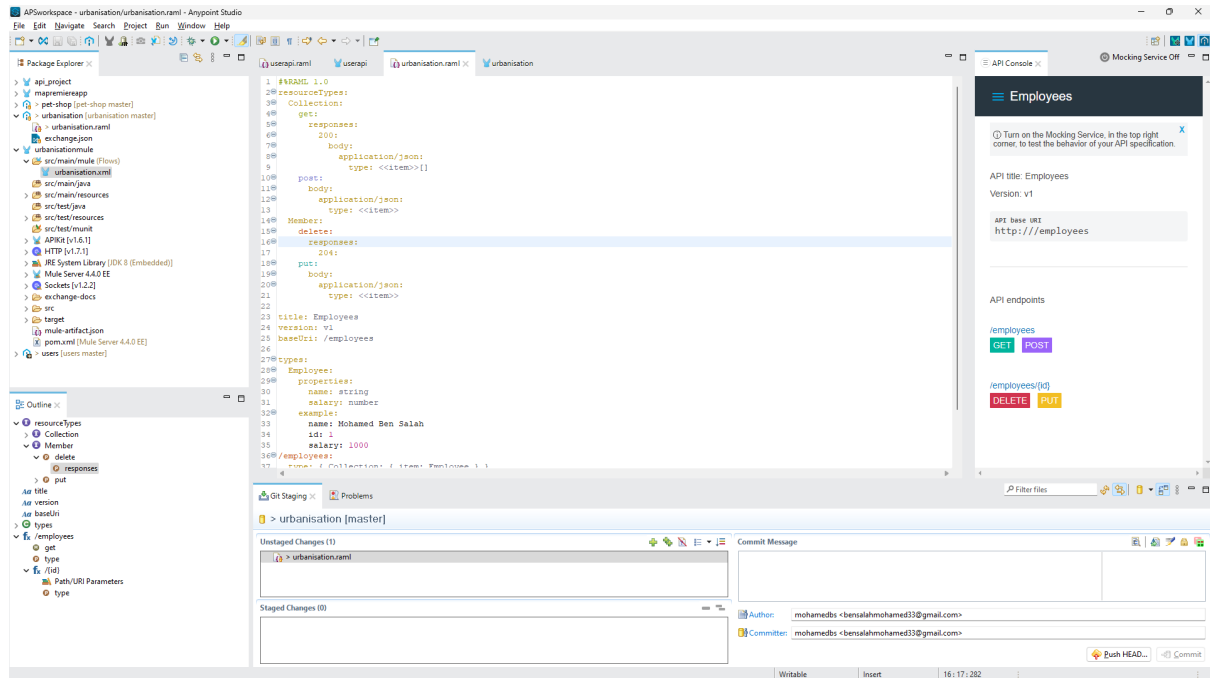 APSworkspace - urbanisation/urbanisation.raml - Anypoint Studio
File Edit Navigate Search Project Run Window Help
Package Explorer
> api_project
> mapremiereapp
> > pet-shop [pet-shop master]
> urbanisation [urbanisation master]
> urbanisation.raml
exchange.json
urbanisationmule
src/main/mule (Flows)
urbanisation.xml
src/main/java
> src/main/resources
src/test/java
> src/test/resources
src/test/munit
> APIKit [v1.6.1]
> HTTP [v1.7.1]
> JRE System Library [JDK 8 (Embedded)]
> Mule Server 4.4.0 EE
> Sockets [v1.2.2]
> exchange-docs
> src
> target
mule-artifact.json
pom.xml [Mule Server 4.4.0 EE]
> > users [users master]
Outline
resourceTypes
> Collection
Member
delete
responses
> put
Aα title
Aα version
Aα baseUri
> types
fx /employees
get
type
fx /{id}
Path/URI Parameters
type
userapi.raml userapi urbanisation.raml urbanisation
1 #%RAML 1.0
2 resourceTypes:
3 Collection:
4 get:
5 responses:
6 200:
7 body:
8 application/json:
9 type: <<item>>[]
10 post:
11 body:
12 application/json:
13 type: <<item>>
14 Member:
15 delete:
16 responses:
17 204:
18 put:
19 body:
20 application/json:
21 type: <<item>>
22
23 title: Employees
24 version: v1
25 baseUri: /employees
26
27 types:
28 Employee:
29 properties:
30 name: string
31 salary: number
32 example:
33 name: Mohamed Ben Salah
34 id: 1
35 salary: 1000
36 /employees:
37 type: { Collection: { item: Employee } }
API Console Mocking Service Off
Employees
Turn on the Mocking Service, in the top right X
corner, to test the behavior of your API specification.
API title: Employees
Version: v1
API base URI
http:///employees
API endpoints
/employees
GET POST
/employees/{id}
DELETE PUT
Git Staging Problems
Filter files
> urbanisation [master]
Unstaged Changes (1)
> urbanisation.raml
Staged Changes (0)
Commit Message
Author: mohamedbs <bensalahmohamed33@gmail.com>
Committer: mohamedbs <bensalahmohamed33@gmail.com>
Push HEAD... Commit
Writable Insert 16 : 17 : 282